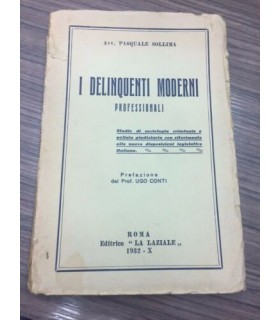 Avv. PASQUALE SOLLIMA
I DELINQUENTI MODERNI
PROFESSIONALI
Studio di sociologia criminale e
polizia giudiziaria con riferimento
alle nuove disposizioni legislative
italiane.
Prefazione
del Prof. UGO CONTI
ROMA
Editrice "LA LAZIALE"
1932 - X